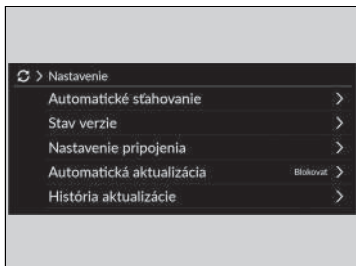 > Nastavenie
Automatické sťahovanie >
Stav verzie >
Nastavenie pripojenia >
Automatická aktualizácia Blokovat >
História aktualizácie >